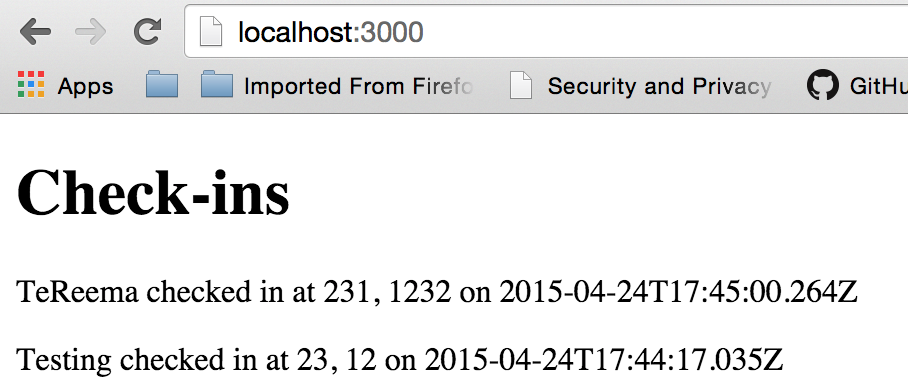 localhost:3000
Apps Imported From Firefo Security and Privacy GitHu
Check-ins
TeReema checked in at 231, 1232 on 2015-04-24T17:45:00.264Z
Testing checked in at 23, 12 on 2015-04-24T17:44:17.035Z